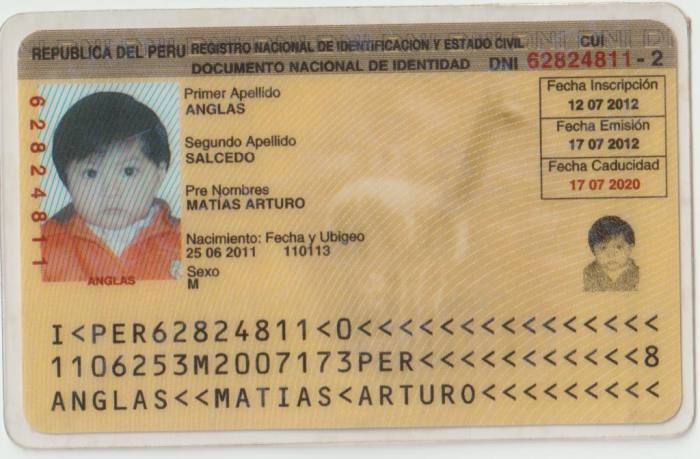 REPUBLICA DEL PERU REGISTRO NACIONAL DE IDENTIFICACION Y ESTADO CIVIL CUI
DOCUMENTO NACIONAL DE IDENTIDAD DNI 62824811 - 2
62824811
Primer Apellido
ANGLAS
Segundo Apellido
SALCEDO
Pre Nombres
MATIAS ARTURO
Nacimiento: Fecha y Ubigeo
25 06 2011 110113
Sexo
M
ANGLAS
Fecha Inscripción
12 07 2012
Fecha Emisión
17 07 2012
Fecha Caducidad
17 07 2020
I<PER62824811<0<<<<<<<<<<<<<<<
1106253M2007173PER<<<<<<<<<<<8
ANGLAS<<MATIAS<ARTURO<<<<<<<<<